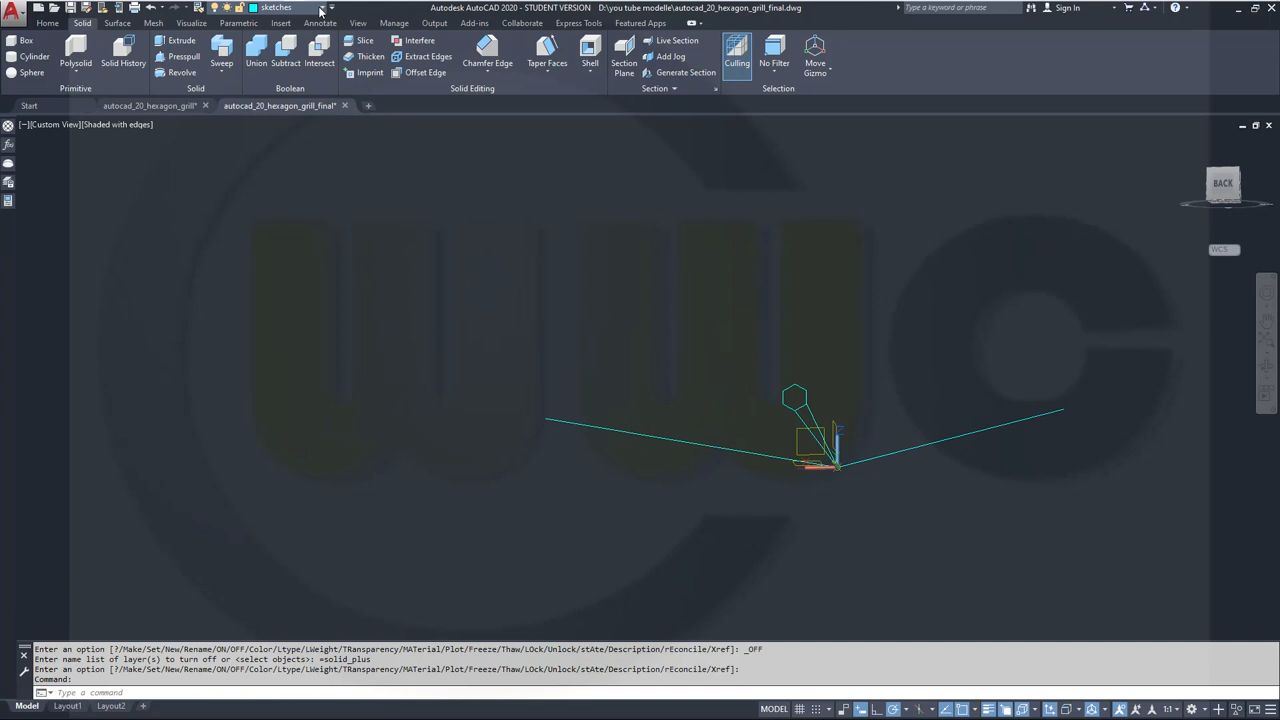 sketches
Autodesk AutoCAD 2020 - STUDENT VERSION D:\you tube modelle\autocad_20_hexagon_grill_final.dwg
Type a keyword or phrase
Sign In
Home Solid Surface Mesh Visualize Parametric Insert Annotate View Manage Output Add-ins Collaborate Express Tools Featured Apps
Box Extrude Slice Interfere Live Section
Cylinder Presspull Thicken Extract Edges Add Jog
Sphere Revolve Imprint Offset Edge Generate Section
Polysolid Solid History Sweep Union Subtract Intersect Chamfer Edge Taper Faces Shell Section Plane Culling No Filter Move Gizmo
Primitive Solid Boolean Solid Editing Section Selection
Start autocad_20_hexagon_grill* autocad_20_hexagon_grill_final*
[−][Custom View][Shaded with edges]
BACK
WCS
Z
Enter an option [?/Make/Set/New/Rename/ON/OFF/Color/Ltype/LWeight/TRansparency/MATerial/Plot/Freeze/Thaw/LOck/Unlock/stAte/Description/rEconcile/Xref]: _OFF
Enter name list of layer(s) to turn off or <select objects>: =solid_plus
Enter an option [?/Make/Set/New/Rename/ON/OFF/Color/Ltype/LWeight/TRansparency/MATerial/Plot/Freeze/Thaw/LOck/Unlock/stAte/Description/rEconcile/Xref]:
Command:
Type a command
Model Layout1 Layout2
MODEL
1:1